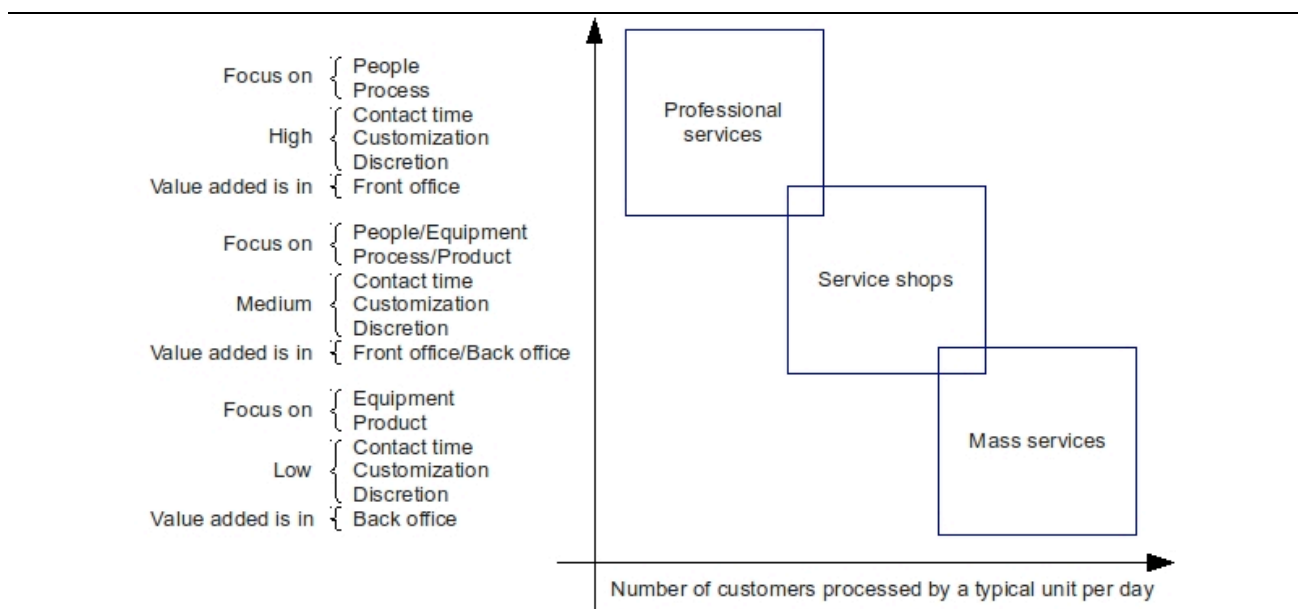 Focus on
People
Process
High
Contact time
Customization
Discretion
Value added is in
Front office
Focus on
People/Equipment
Process/Product
Medium
Contact time
Customization
Discretion
Value added is in
Front office/Back office
Focus on
Equipment
Product
Low
Contact time
Customization
Discretion
Value added is in
Back office
Professional
services
Service shops
Mass services
Number of customers processed by a typical unit per day